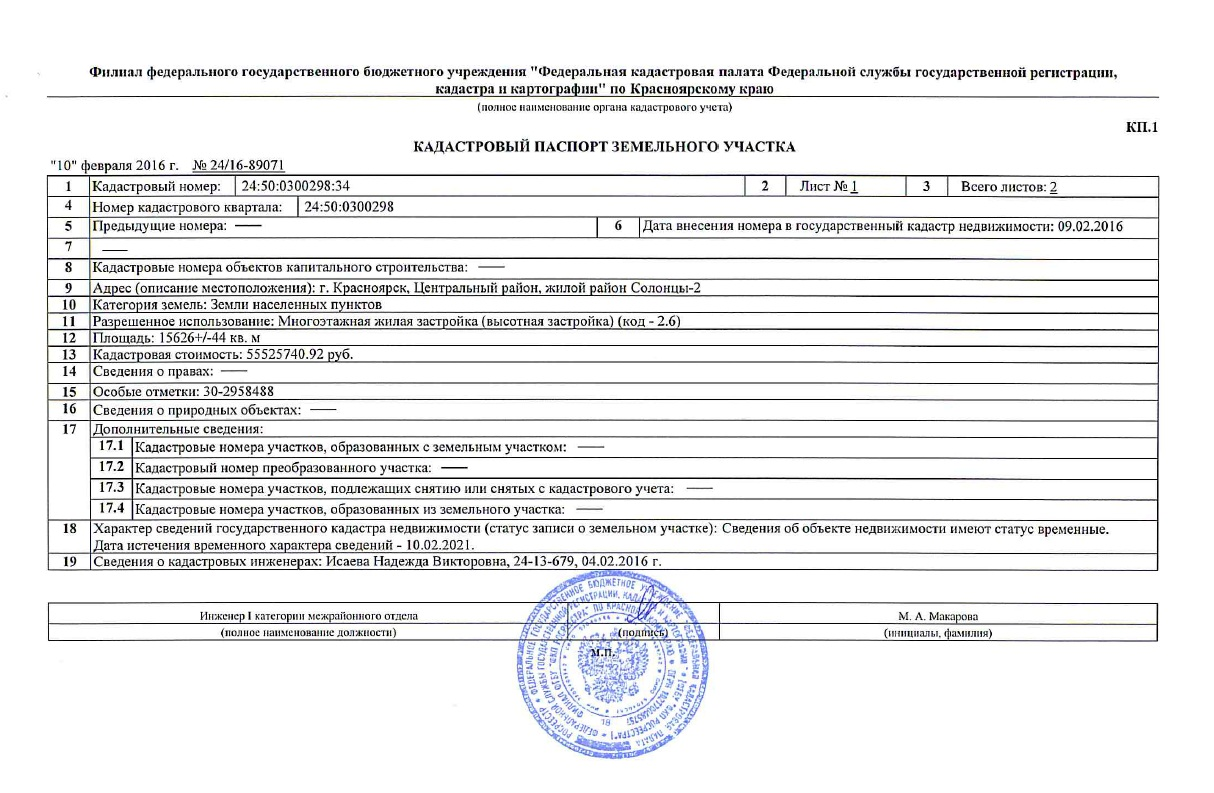 Филиал федерального государственного бюджетного учреждения "Федеральная кадастровая палата Федеральной службы государственной регистрации,
кадастра и картографии" по Красноярскому краю
(полное наименование органа кадастрового учета)
КП.1
КАДАСТРОВЫЙ ПАСПОРТ ЗЕМЕЛЬНОГО УЧАСТКА
"10" февраля 2016 г. № 24/16-89071
1 Кадастровый номер: 24:50:0300298:34 2 Лист № 1 3 Всего листов: 2
4 Номер кадастрового квартала: 24:50:0300298
5 Предыдущие номера: —— 6 Дата внесения номера в государственный кадастр недвижимости: 09.02.2016
7 ——
8 Кадастровые номера объектов капитального строительства: ——
9 Адрес (описание местоположения): г. Красноярск, Центральный район, жилой район Солонцы-2
10 Категория земель: Земли населенных пунктов
11 Разрешенное использование: Многоэтажная жилая застройка (высотная застройка) (код - 2.6)
12 Площадь: 15626+/-44 кв. м
13 Кадастровая стоимость: 55525740.92 руб.
14 Сведения о правах: ——
15 Особые отметки: 30-2958488
16 Сведения о природных объектах: ——
17 Дополнительные сведения:
17.1 Кадастровые номера участков, образованных с земельным участком: ——
17.2 Кадастровый номер преобразованного участка: ——
17.3 Кадастровые номера участков, подлежащих снятию или снятых с кадастрового учета: ——
17.4 Кадастровые номера участков, образованных из земельного участка: ——
18 Характер сведений государственного кадастра недвижимости (статус записи о земельном участке): Сведения об объекте недвижимости имеют статус временные.
Дата истечения временного характера сведений - 10.02.2021.
19 Сведения о кадастровых инженерах: Исаева Надежда Викторовна, 24-13-679, 04.02.2016 г.
Инженер I категории межрайонного отдела М. А. Макарова
(полное наименование должности) (подпись) (инициалы, фамилия)
М.П.